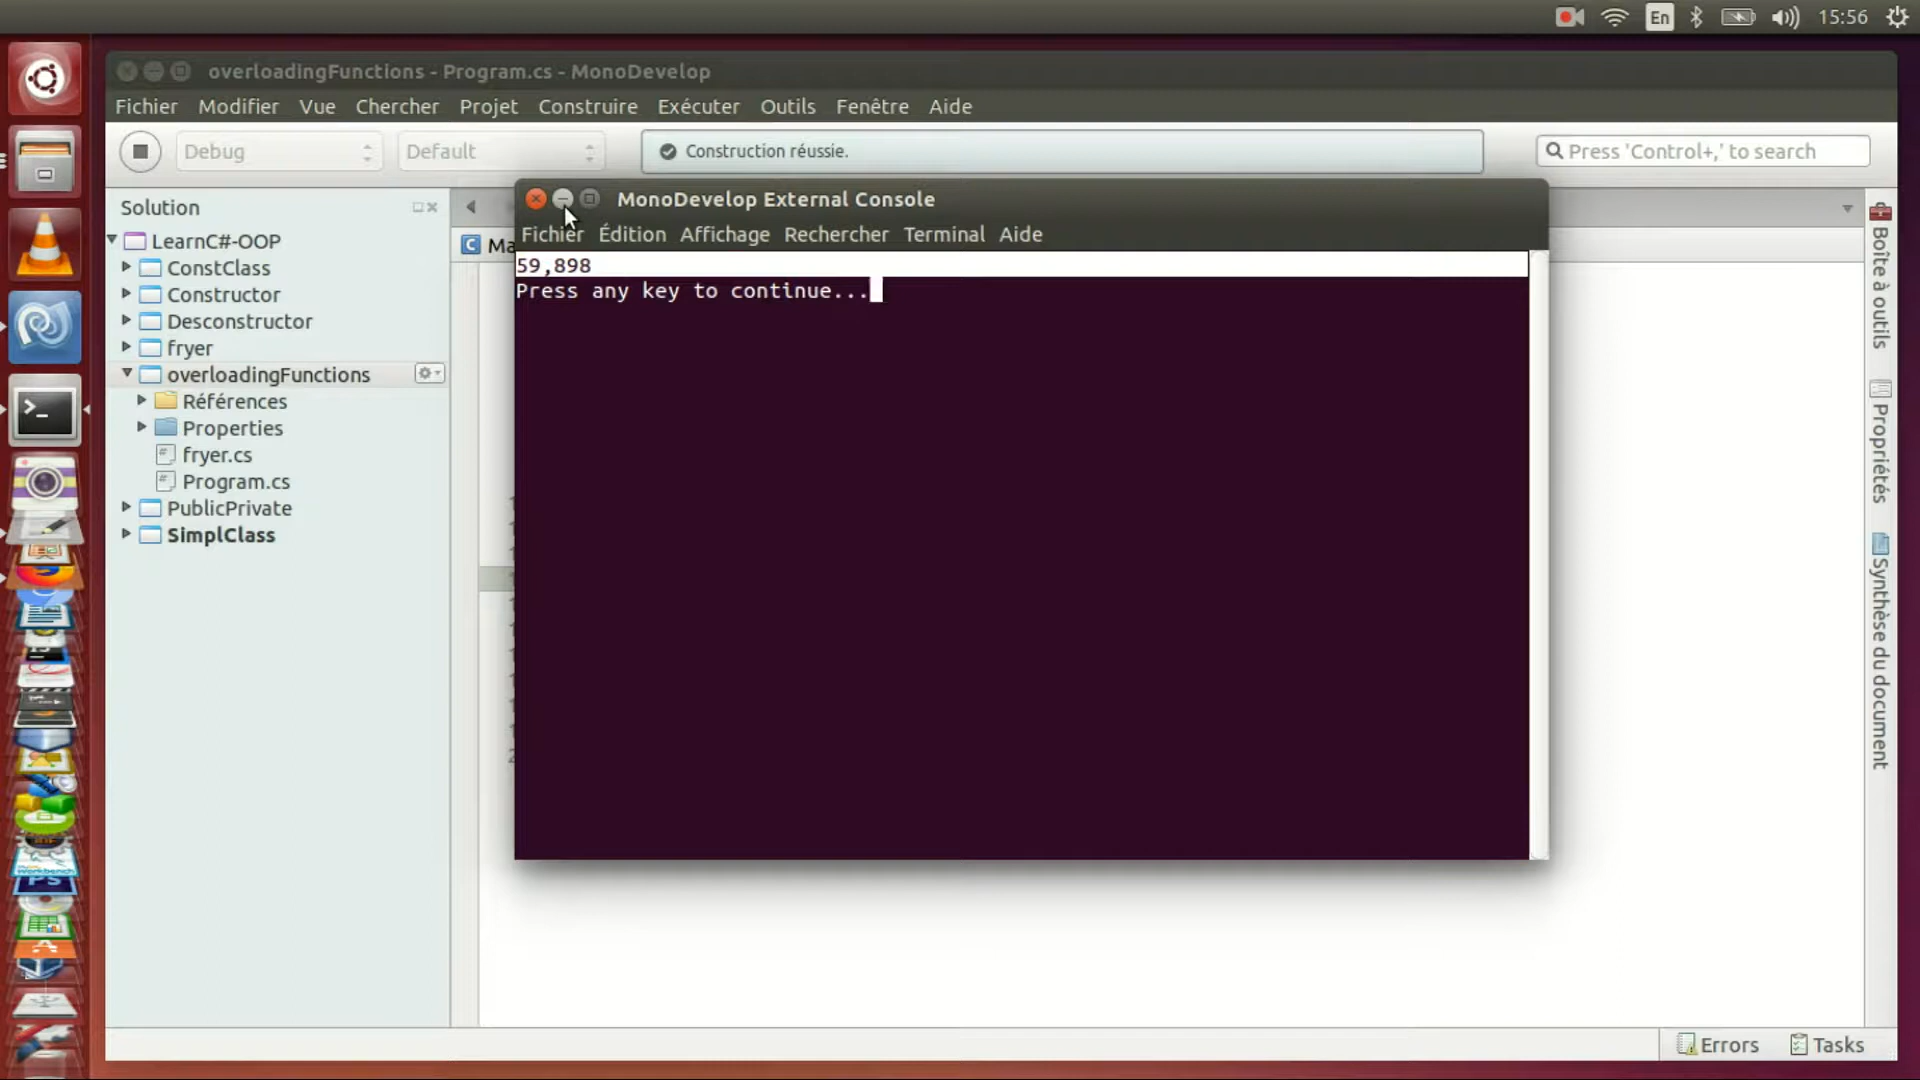 En
15:56
overloadingFunctions - Program.cs - MonoDevelop
Fichier Modifier Vue Chercher Projet Construire Exécuter Outils Fenêtre Aide
Debug
Default
Construction réussie.
Press 'Control+,' to search
Solution
LearnC#-OOP
ConstClass
Constructor
Desconstructor
fryer
overloadingFunctions
Références
Properties
fryer.cs
Program.cs
PublicPrivate
SimplClass
C Ma
MonoDevelop External Console
Fichier Édition Affichage Rechercher Terminal Aide
59,898
Press any key to continue...
Boîte à outils
Propriétés
Synthèse du document
Errors
Tasks